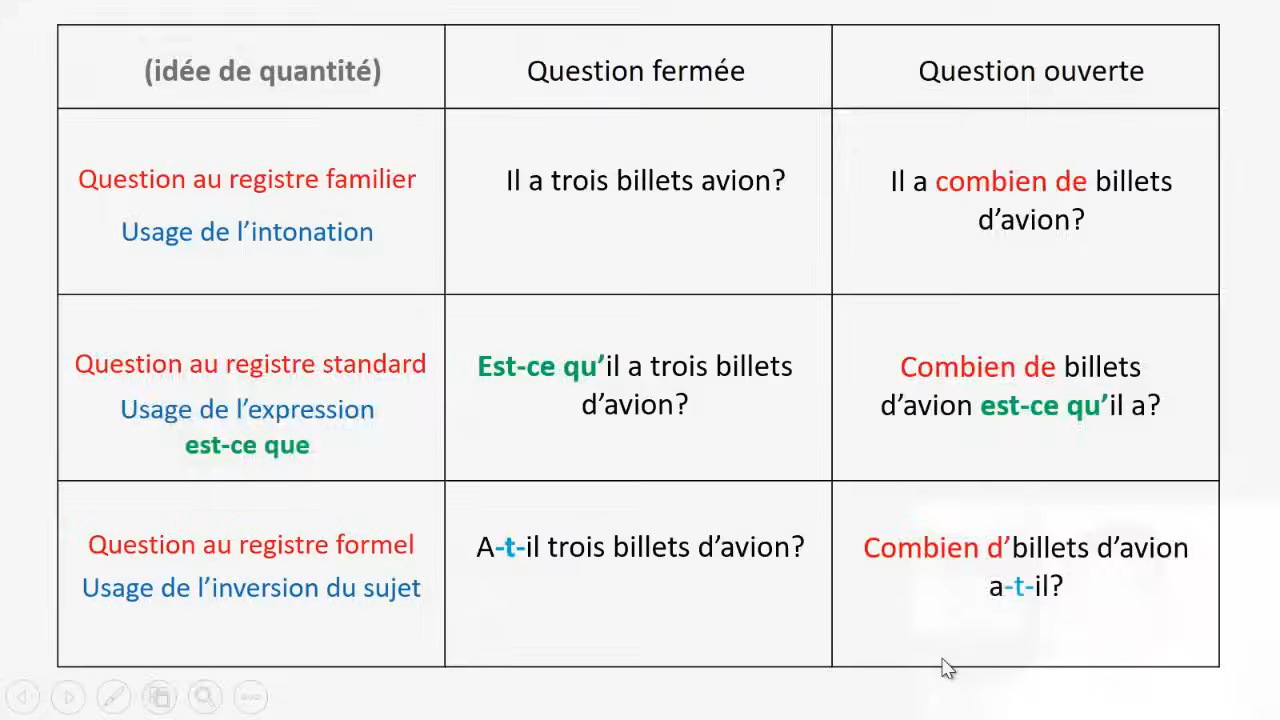 (idée de quantité)
Question fermée
Question ouverte
Question au registre familier
Usage de l'intonation
Il a trois billets avion?
Il a combien de billets
d'avion?
Question au registre standard
Usage de l'expression
est-ce que
Est-ce qu'il a trois billets
d'avion?
Combien de billets
d'avion est-ce qu'il a?
Question au registre formel
Usage de l'inversion du sujet
A-t-il trois billets d'avion?
Combien d'billets d'avion
a-t-il?